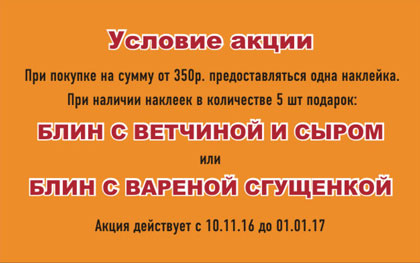 Условие акции
При покупке на сумму от 350р. предоставляться одна наклейка.
При наличии наклеек в количестве 5 шт подарок:
БЛИН С ВЕТЧИНОЙ И СЫРОМ
или
БЛИН С ВАРЕНОЙ СГУЩЕНКОЙ
Акция действует с 10.11.16 до 01.01.17